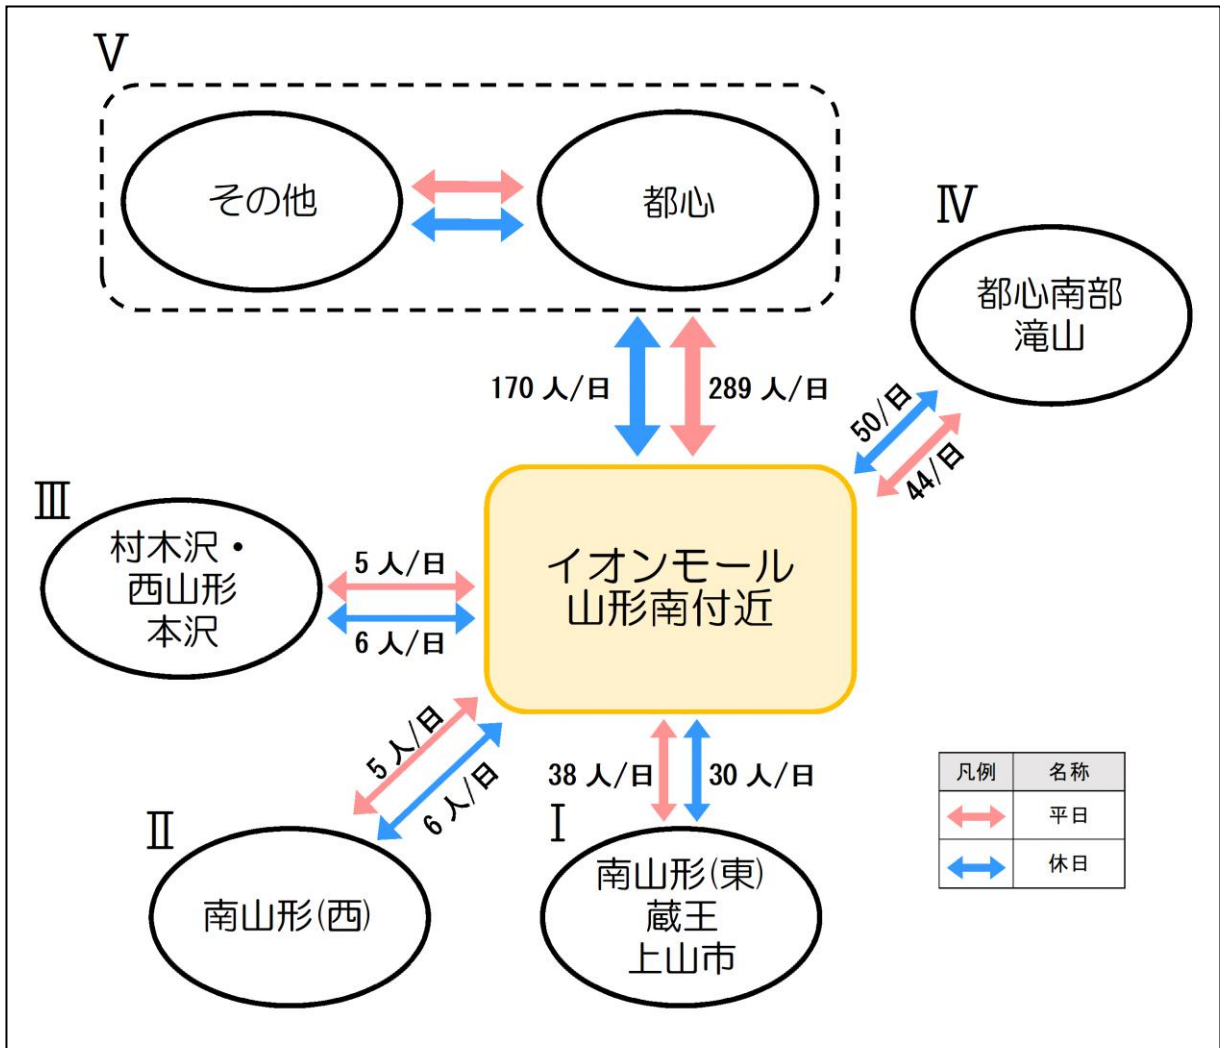 Ⅴ
その他
都心
Ⅳ
都心南部
滝山
170 人/日
289 人/日
50/日
44/日
Ⅲ
村木沢・
西山形
本沢
5 人/日
6 人/日
イオンモール
山形南付近
5 人/日
6 人/日
38 人/日
30 人/日
Ⅱ
南山形(西)
Ⅰ
南山形(東)
蔵王
上山市
凡例 名称
平日
休日